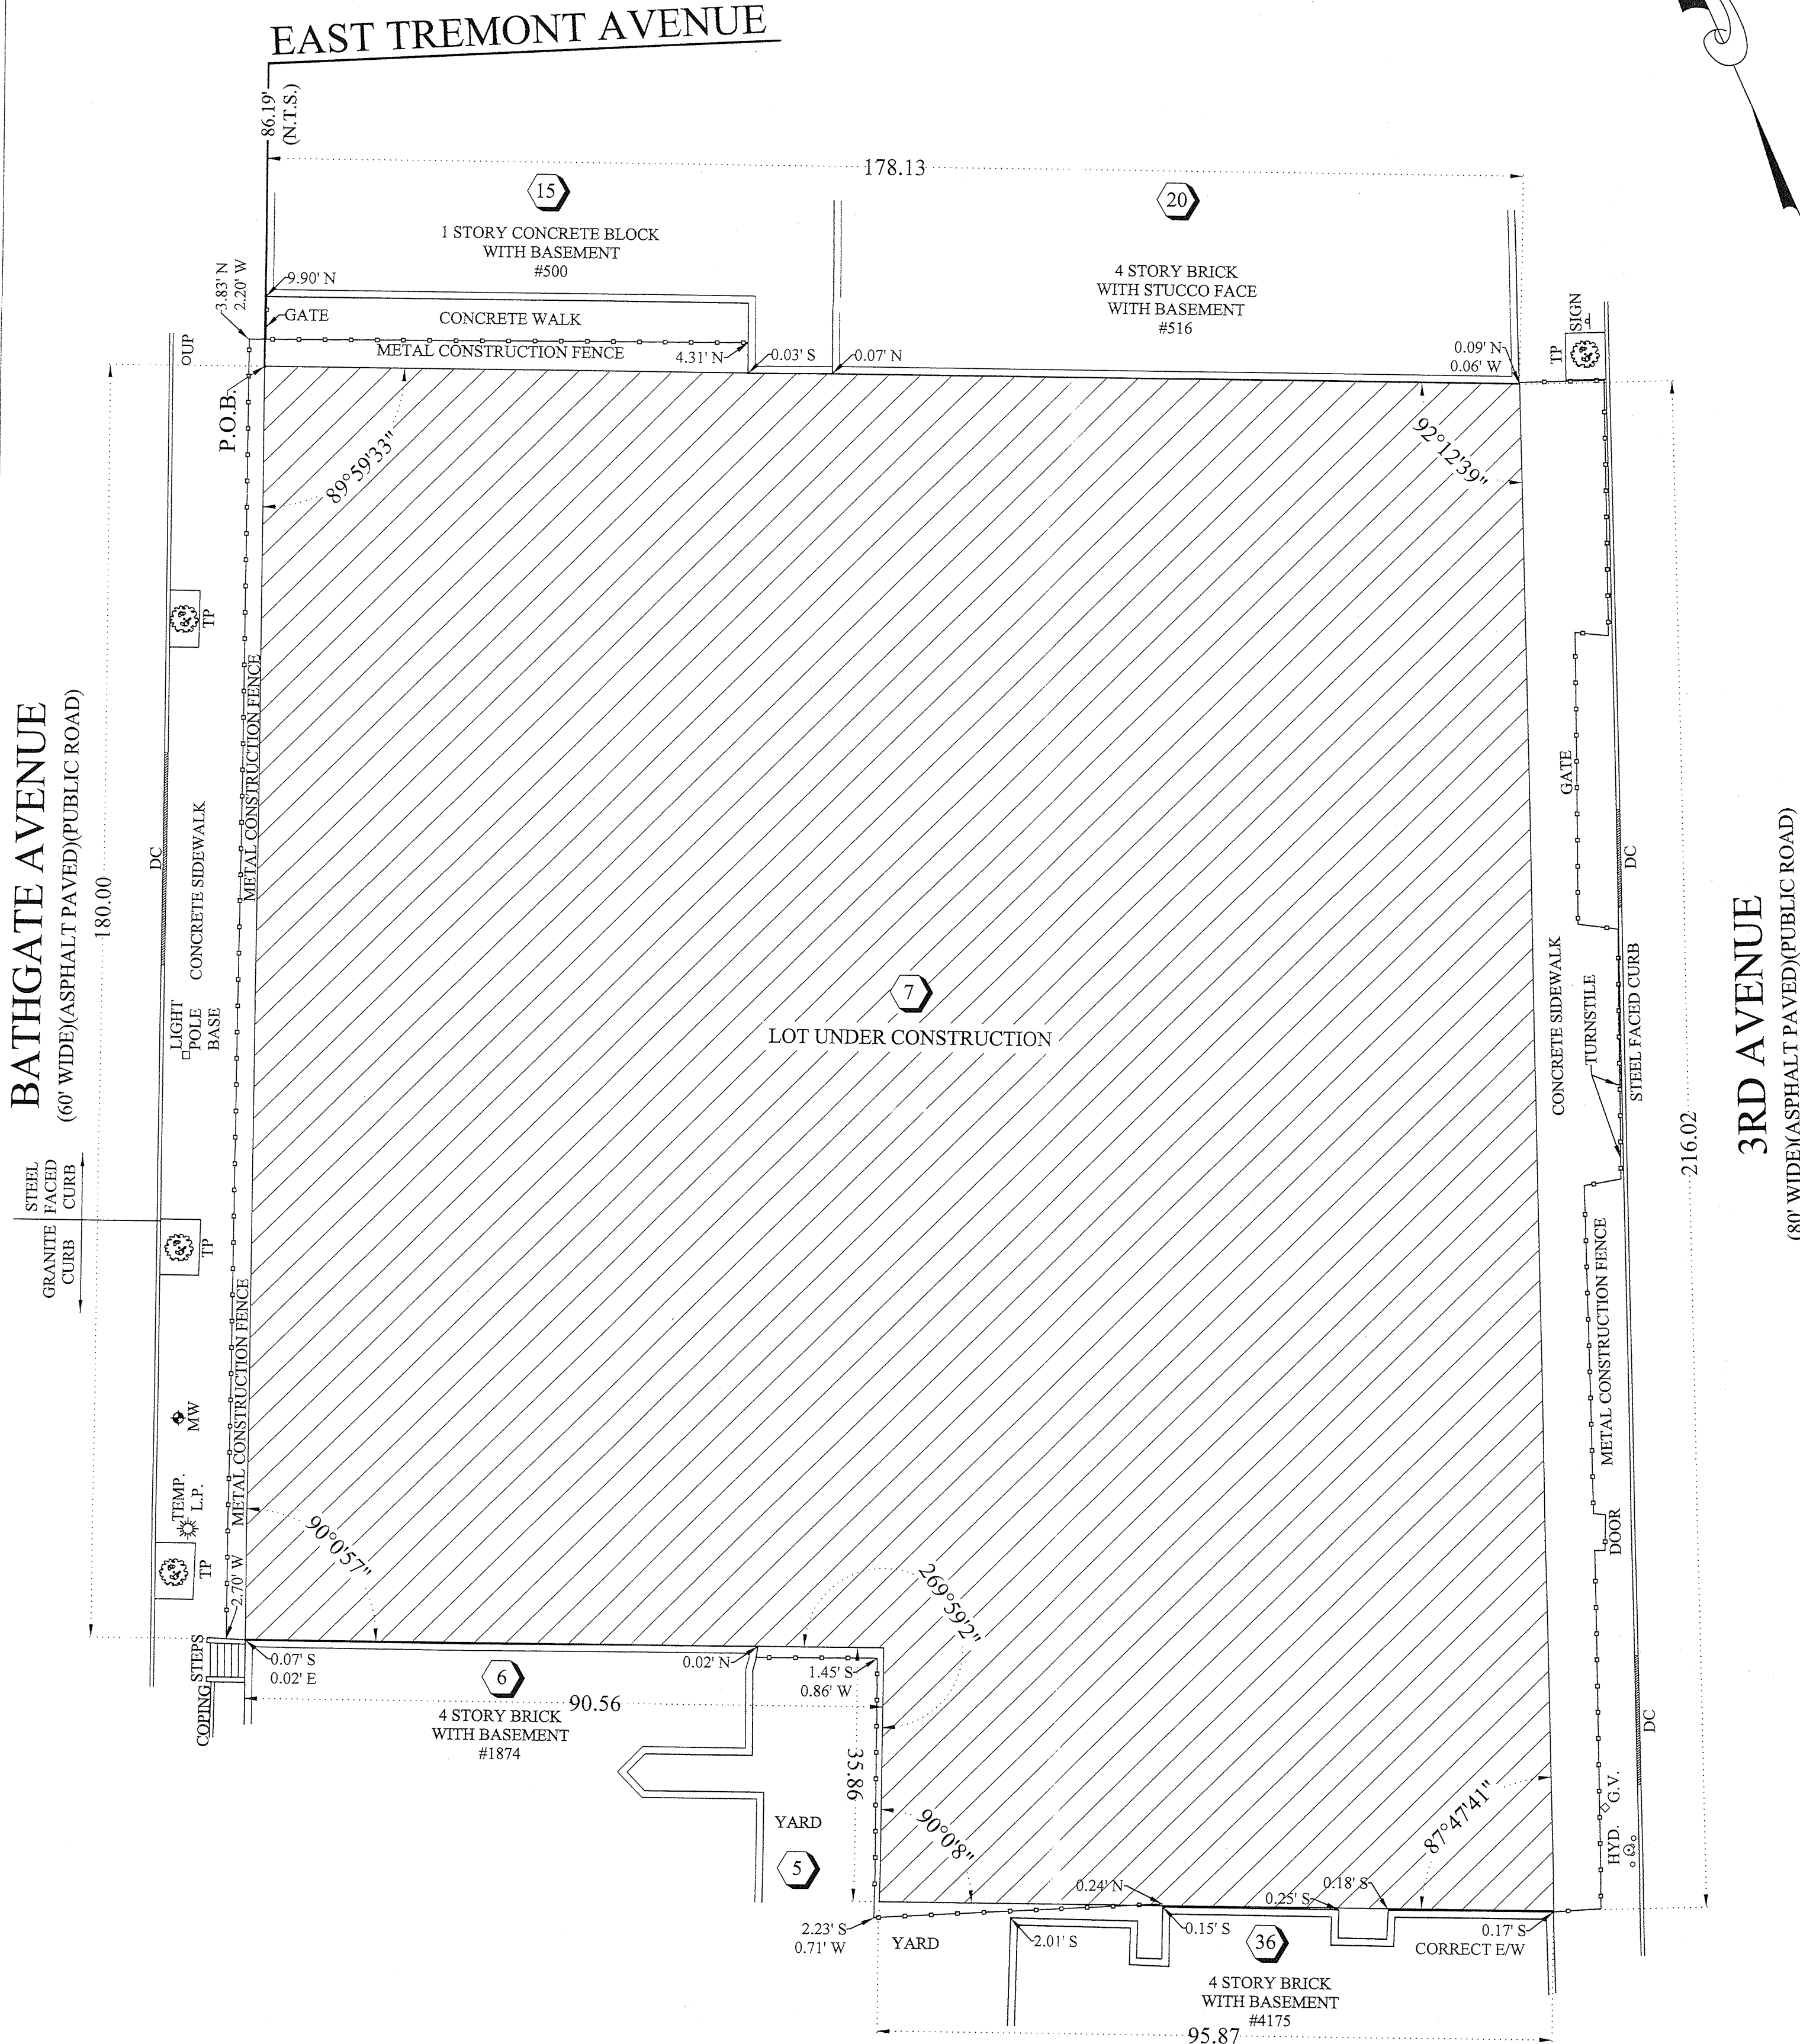 EAST TREMONT AVENUE
86.19'
(N.T.S.)
178.13
15
1 STORY CONCRETE BLOCK
WITH BASEMENT
#500
20
4 STORY BRICK
WITH STUCCO FACE
WITH BASEMENT
#516
3.83' N
2.20' W
9.90' N
GATE
CONCRETE WALK
METAL CONSTRUCTION FENCE
4.31' N
0.03' S
0.07' N
0.09' N
0.06' W
SIGN
TP
OUP
P.O.B.
89°59'33"
92°12'39"
TP
METAL CONSTRUCTION FENCE
BATHGATE AVENUE
(60' WIDE)(ASPHALT PAVED)(PUBLIC ROAD)
180.00
DC
CONCRETE SIDEWALK
LIGHT
POLE
BASE
STEEL
FACED
CURB
GRANITE
CURB
TP
METAL CONSTRUCTION FENCE
MW
TEMP.
L.P.
TP
2.70' W
7
LOT UNDER CONSTRUCTION
GATE
DC
CONCRETE SIDEWALK
TURNSTILE
STEEL FACED CURB
216.02
3RD AVENUE
(80' WIDE)(ASPHALT PAVED)(PUBLIC ROAD)
METAL CONSTRUCTION FENCE
DOOR
DC
G.V.
HYD.
90°0'57"
269°59'2"
STEPS
COPING
0.07' S
0.02' E
6
90.56
4 STORY BRICK
WITH BASEMENT
#1874
0.02' N
1.45' S
0.86' W
35.86
YARD
5
90°0'8"
87°47'41"
2.23' S
0.71' W
YARD
2.01' S
0.24' N
0.15' S
0.25' S
0.18' S
0.17' S
CORRECT E/W
36
4 STORY BRICK
WITH BASEMENT
#4175
95.87